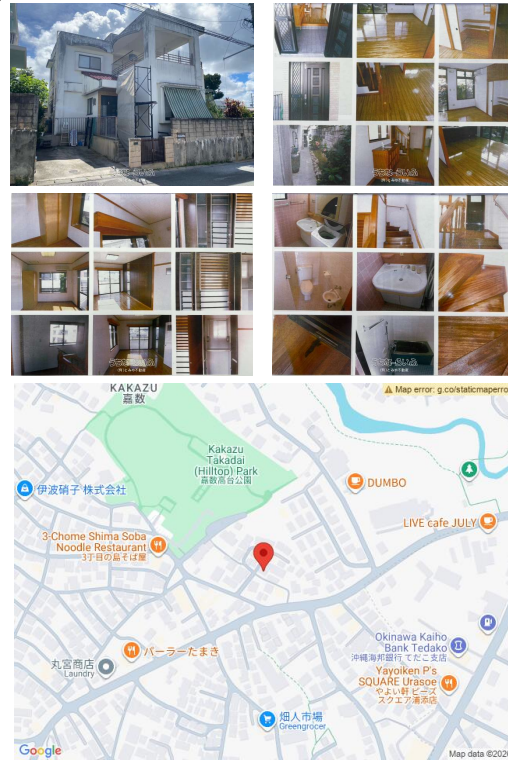 KAKAZU
嘉数
Map error: g.co/staticmaperro
Kakazu
Takadai
(Hilltop) Park
嘉数高台公園
伊波硝子 株式会社
DUMBO
LIVE cafe JULY
3-Chome Shima Soba
Noodle Restaurant
3丁目の島そば屋
Okinawa Kaiho
Bank Tedako
沖縄海邦銀行 てだこ支店
パーラーたまき
丸宮商店
Laundry
Yayoiken P's
SQUARE Urasoe
やよい軒 ピーズ
スクエア浦添店
畑人市場
Greengrocer
Google
Map data ©2026